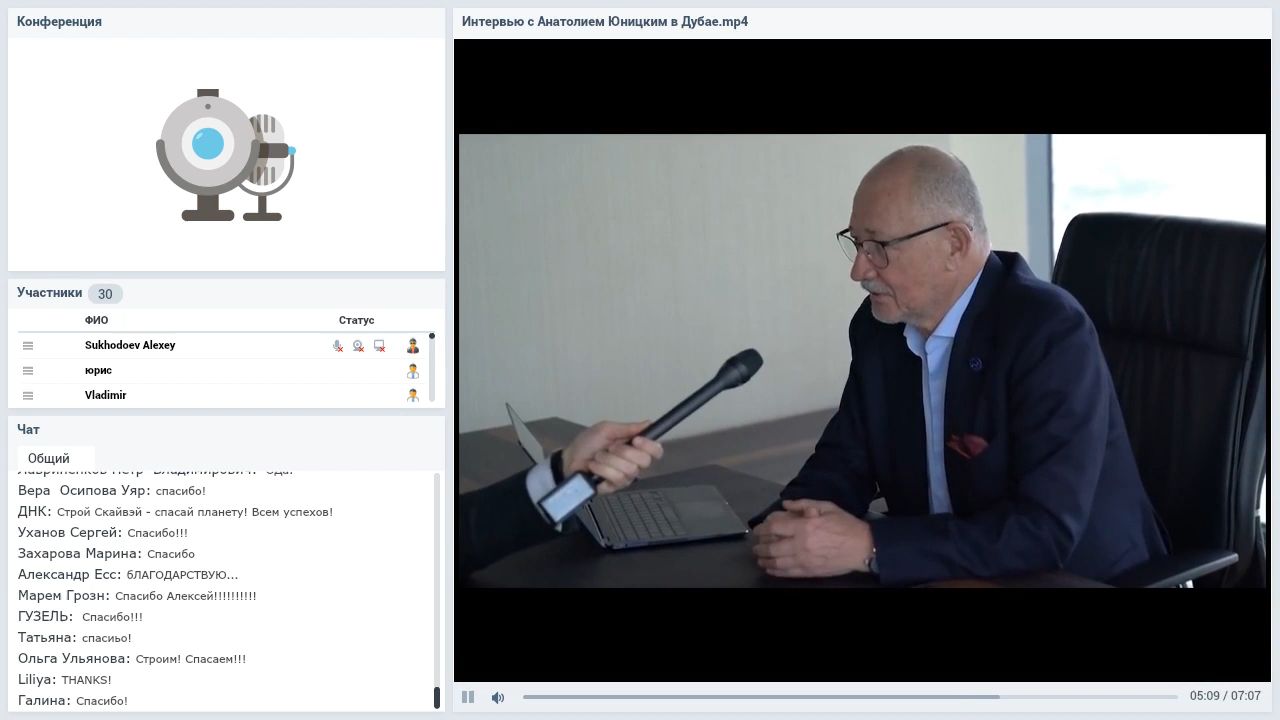 Конференция
Интервью с Анатолием Юницким в Дубае.mp4
Участники 30
ФИО Статус
Sukhodoev Alexey
юрис
Vladimir
Чат
Общий
Вера Осипова Уяр: спасибо!
ДНК: Строй Скайвэй - спасай планету! Всем успехов!
Уханов Сергей: Спасибо!!!
Захарова Марина: Спасибо
Александр Есс: бЛАГОДАРСТВУЮ...
Марем Грозн: Спасибо Алексей!!!!!!!!!!
ГУЗЕЛЬ: Спасибо!!!
Татьяна: спасиьо!
Ольга Ульянова: Строим! Спасаем!!!
Liliya: THANKS!
Галина: Спасибо!
05:09 / 07:07